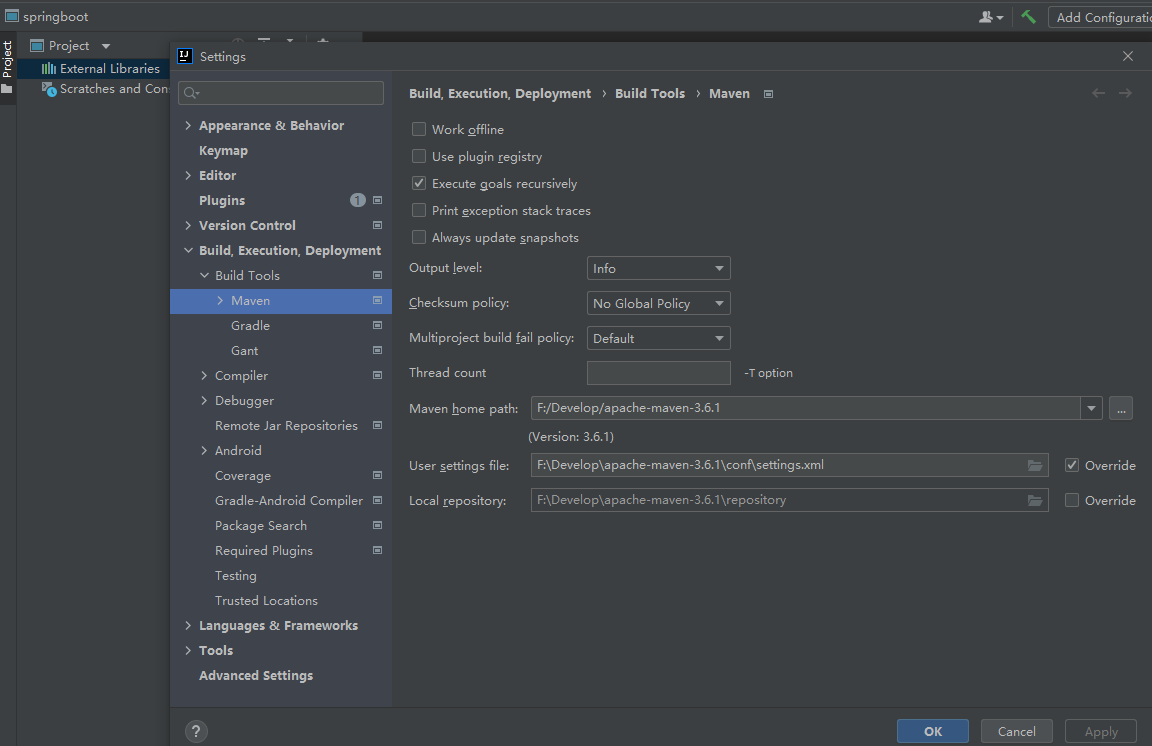 springboot
Add Configuratio
Project
Project
External Libraries
Scratches and Con
Settings
Appearance & Behavior
Keymap
Editor
Plugins 1
Version Control
Build, Execution, Deployment
Build Tools
Maven
Gradle
Gant
Compiler
Debugger
Remote Jar Repositories
Android
Coverage
Gradle-Android Compiler
Package Search
Required Plugins
Testing
Trusted Locations
Languages & Frameworks
Tools
Advanced Settings
Build, Execution, Deployment › Build Tools › Maven
Work offline
Use plugin registry
Execute goals recursively
Print exception stack traces
Always update snapshots
Output level: Info
Checksum policy: No Global Policy
Multiproject build fail policy: Default
Thread count -T option
Maven home path: F:/Develop/apache-maven-3.6.1 ...
(Version: 3.6.1)
User settings file: F:\Develop\apache-maven-3.6.1\conf\settings.xml Override
Local repository: F:\Develop\apache-maven-3.6.1\repository Override
? OK Cancel Apply